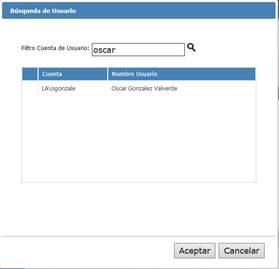 Búsqueda de Usuario
Filtro Cuenta de Usuario: oscar
Cuenta Nombre Usuario
LA\ogonzale Oscar Gonzalez Valverde
Aceptar Cancelar